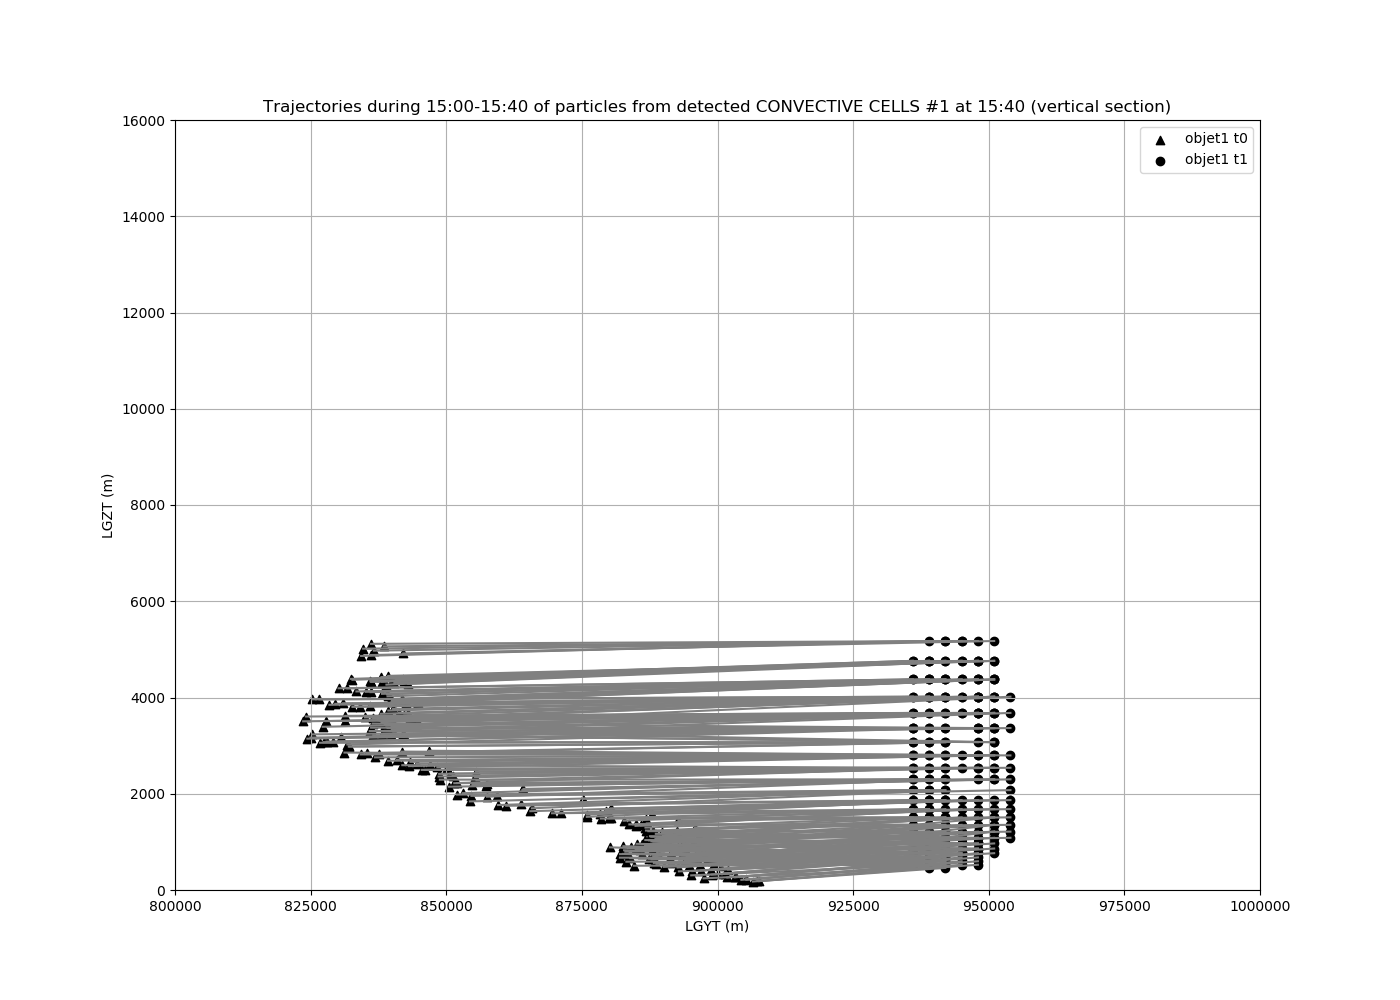 Trajectories during 15:00-15:40 of particles from detected CONVECTIVE CELLS #1 at 15:40 (vertical section)
objet1 t0
objet1 t1
16000
14000
12000
10000
8000
6000
4000
2000
0
LGZT (m)
800000 825000 850000 875000 900000 925000 950000 975000 1000000
LGYT (m)